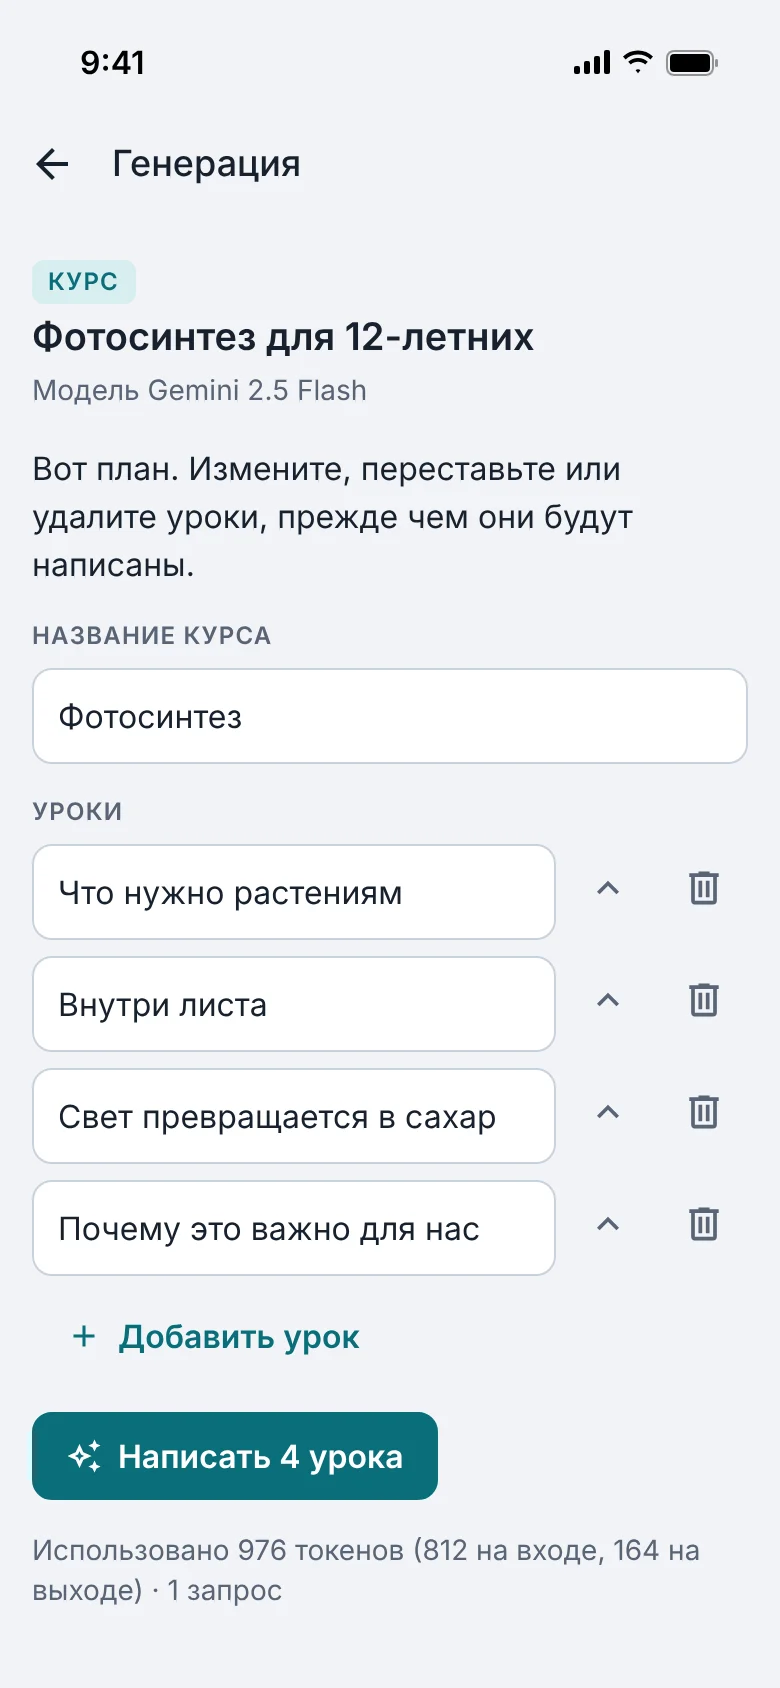 9:41
Генерация
КУРС
Фотосинтез для 12-летних
Модель Gemini 2.5 Flash
Вот план. Измените, переставьте или
удалите уроки, прежде чем они будут
написаны.
НАЗВАНИЕ КУРСА
Фотосинтез
УРОКИ
Что нужно растениям
Внутри листа
Свет превращается в сахар
Почему это важно для нас
Добавить урок
Написать 4 урока
Использовано 976 токенов (812 на входе, 164 на
выходе) · 1 запрос